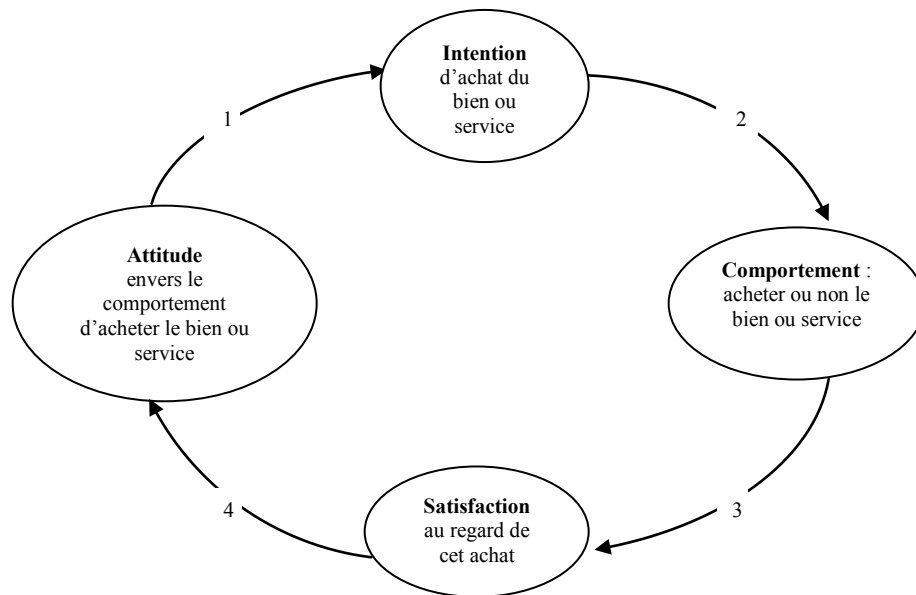 Intention
d'achat du
bien ou
service
1
2
Attitude
envers le
comportement
d'acheter le bien ou
service
Comportement :
acheter ou non le
bien ou service
4
Satisfaction
au regard de
cet achat
3